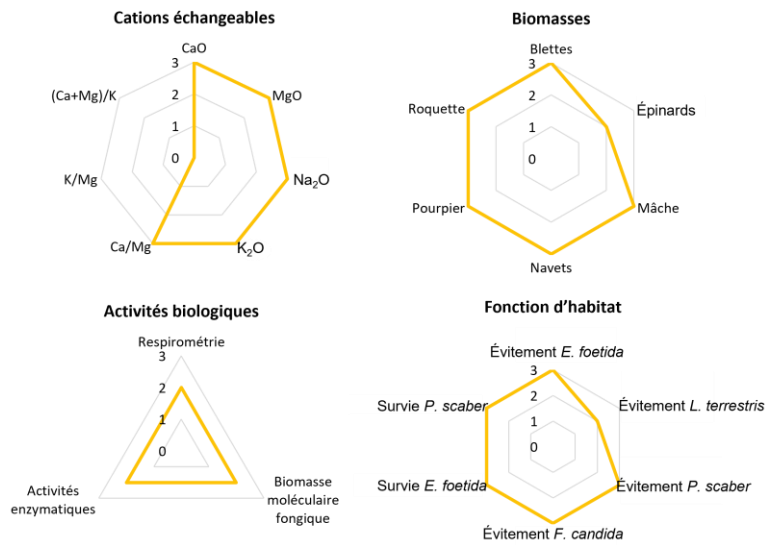 Cations échangeables
CaO
3
(Ca+Mg)/K
MgO
2
1
0
K/Mg
Na₂O
Ca/Mg
K₂O
Biomasses
Blettes
3
Roquette
Épinards
2
1
0
Pourpier
Mâche
Navets
Activités biologiques
Respirométrie
3
2
1
0
Activités
enzymatiques
Biomasse
moléculaire
fongique
Fonction d’habitat
Évitement E. foetida
3
Survie P. scaber
Évitement L. terrestris
2
1
0
Survie E. foetida
Évitement P. scaber
Évitement F. candida